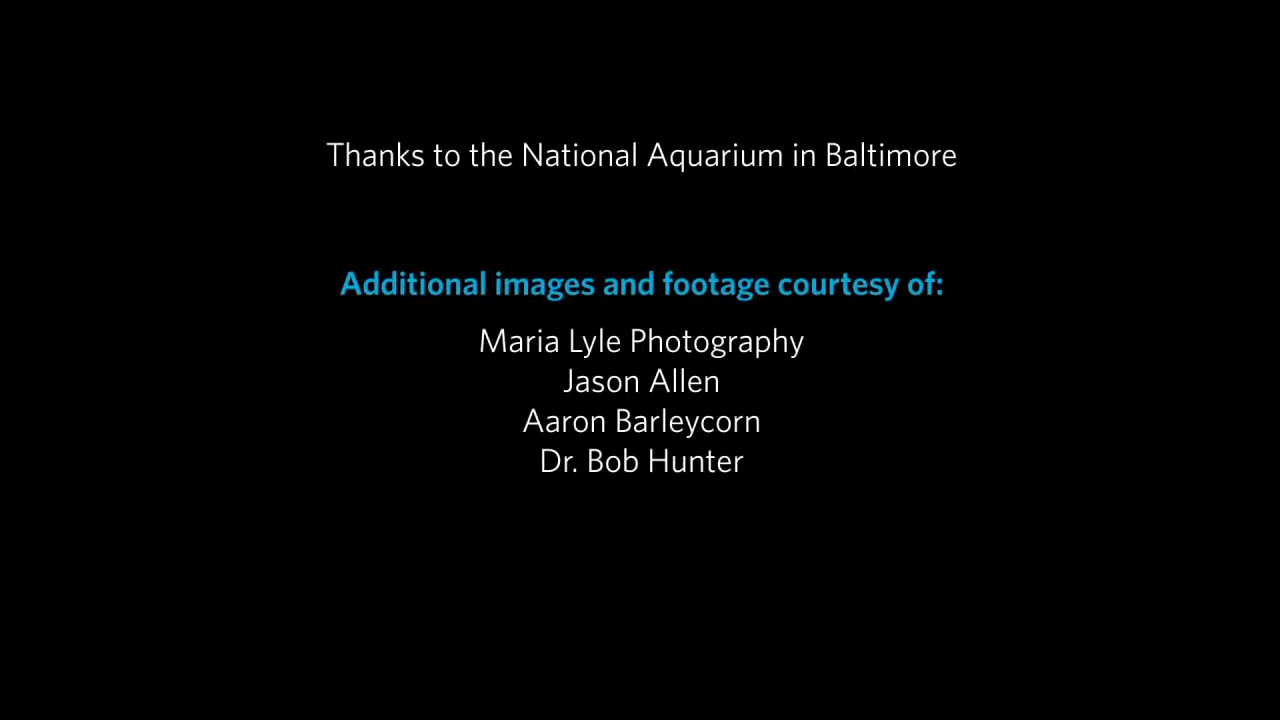 Thanks to the National Aquarium in Baltimore
Additional images and footage courtesy of:
Maria Lyle Photography
Jason Allen
Aaron Barleycorn
Dr. Bob Hunter